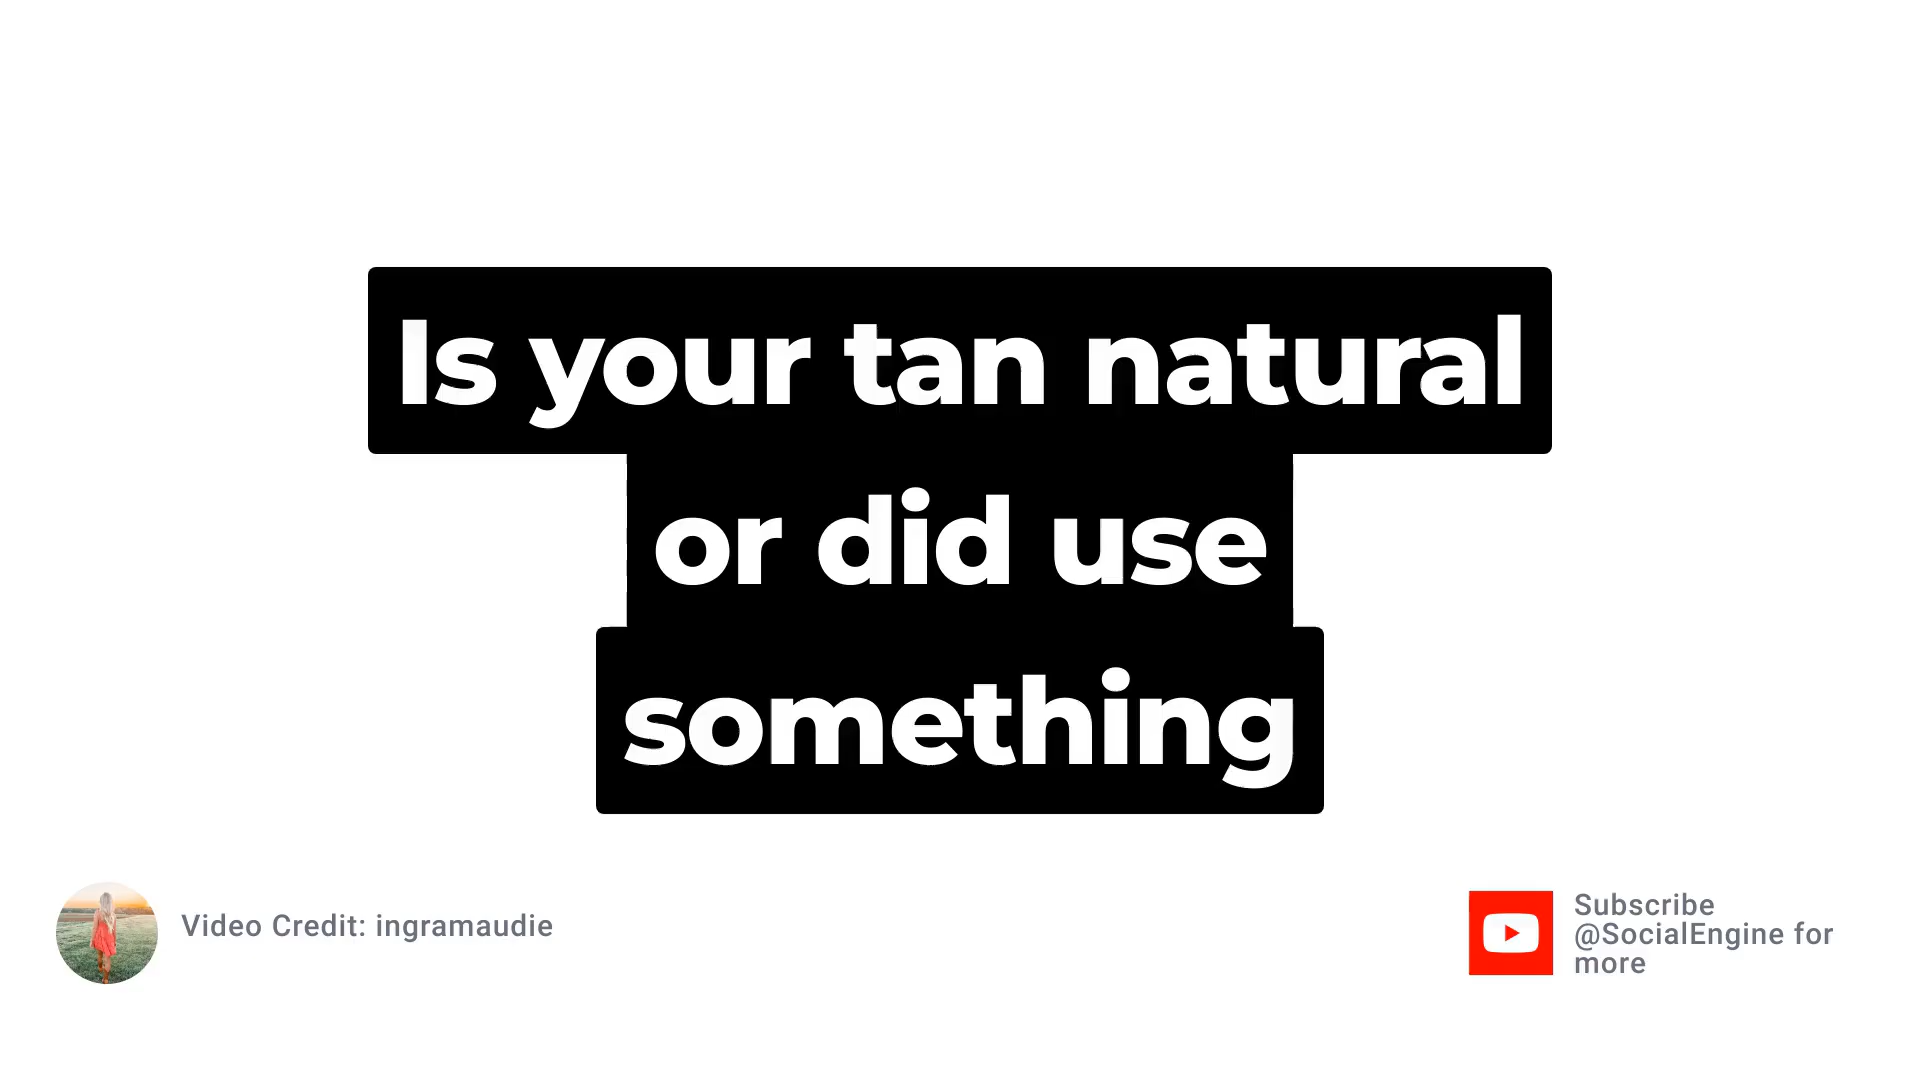 Is your tan natural
or did use
something
Video Credit: ingramaudie
Subscribe
@SocialEngine for
more